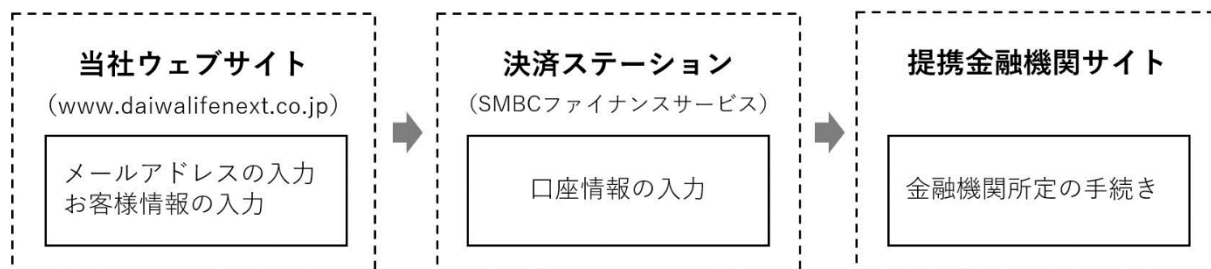 当社ウェブサイト
（www.daiwalifenext.co.jp）
メールアドレスの入力
お客様情報の入力
決済ステーション
（SMBCファイナンスサービス）
口座情報の入力
提携金融機関サイト
金融機関所定の手続き